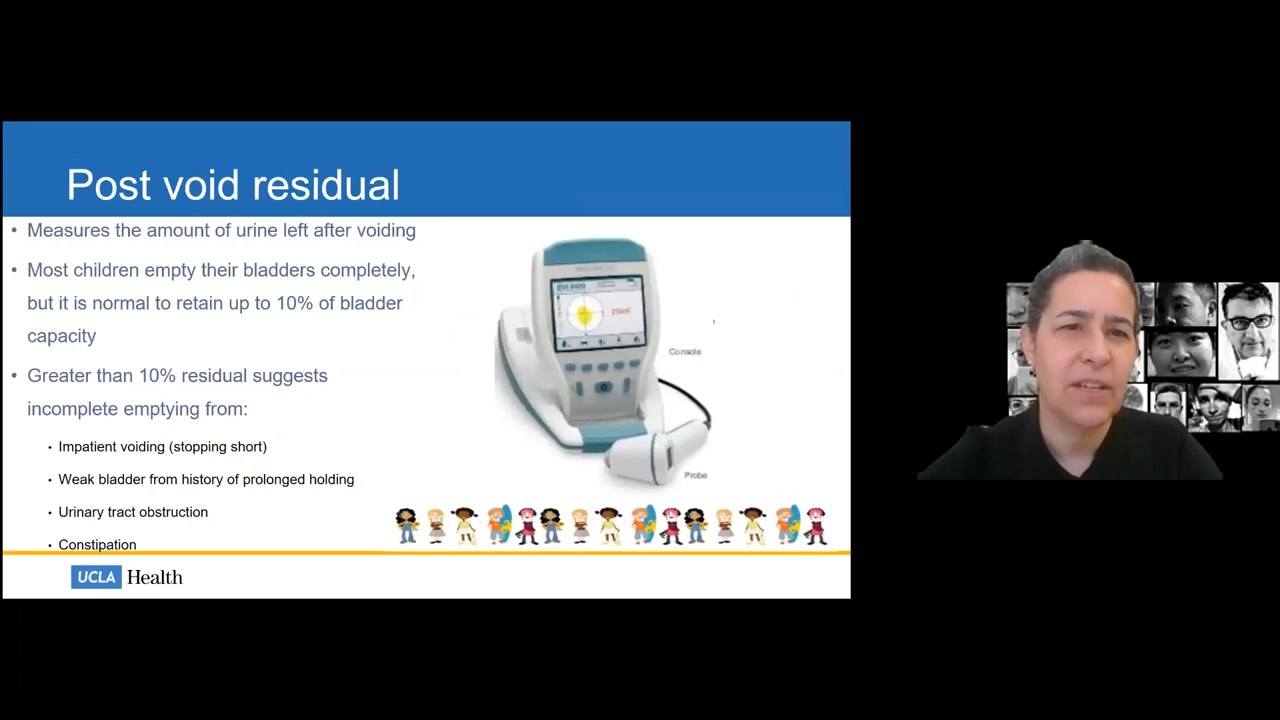 Post void residual
• Measures the amount of urine left after voiding
• Most children empty their bladders completely,
but it is normal to retain up to 10% of bladder
capacity
• Greater than 10% residual suggests
incomplete emptying from:
• Impatient voiding (stopping short)
• Weak bladder from history of prolonged holding
• Urinary tract obstruction
• Constipation
Console
Probe
UCLA Health